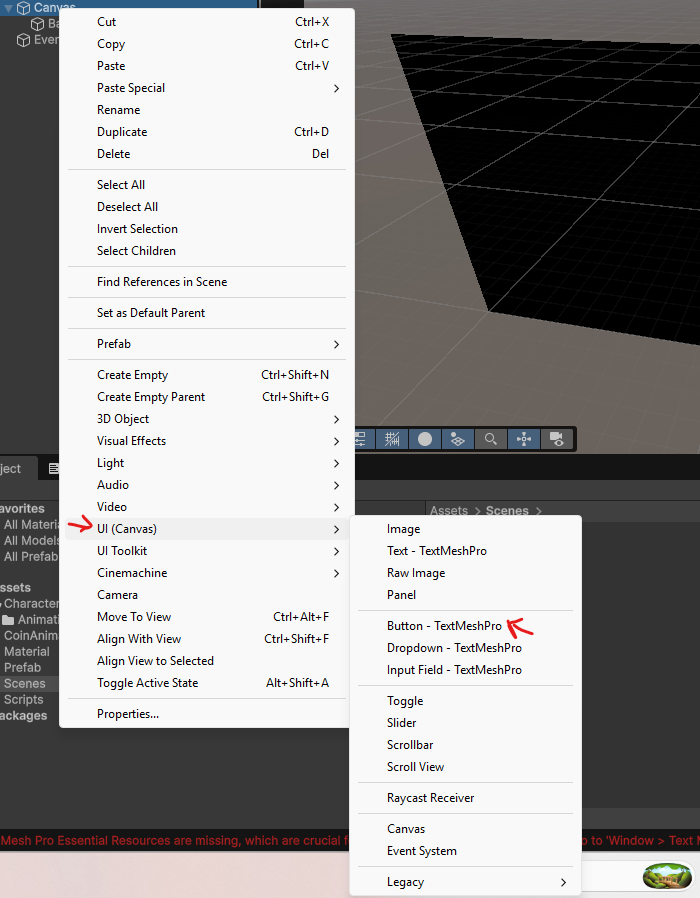 Canvas
Ba
Even
Cut Ctrl+X
Copy Ctrl+C
Paste Ctrl+V
Paste Special
Rename
Duplicate Ctrl+D
Delete Del
Select All
Deselect All
Invert Selection
Select Children
Find References in Scene
Set as Default Parent
Prefab
Create Empty Ctrl+Shift+N
Create Empty Parent Ctrl+Shift+G
3D Object
Visual Effects
Light
Audio
Video
UI (Canvas)
UI Toolkit
Cinemachine
Camera
Move To View Ctrl+Alt+F
Align With View Ctrl+Shift+F
Align View to Selected
Toggle Active State Alt+Shift+A
Properties...
Image
Text - TextMeshPro
Raw Image
Panel
Button - TextMeshPro
Dropdown - TextMeshPro
Input Field - TextMeshPro
Toggle
Slider
Scrollbar
Scroll View
Raycast Receiver
Canvas
Event System
Legacy
ject
avorites
All Materia
All Models
All Prefab
ssets
Character
Animati
CoinAnim
Material
Prefab
Scenes
Scripts
ackages
Assets > Scenes >
Mesh Pro Essential Resources are missing, which are crucial f
o to 'Window > Text M